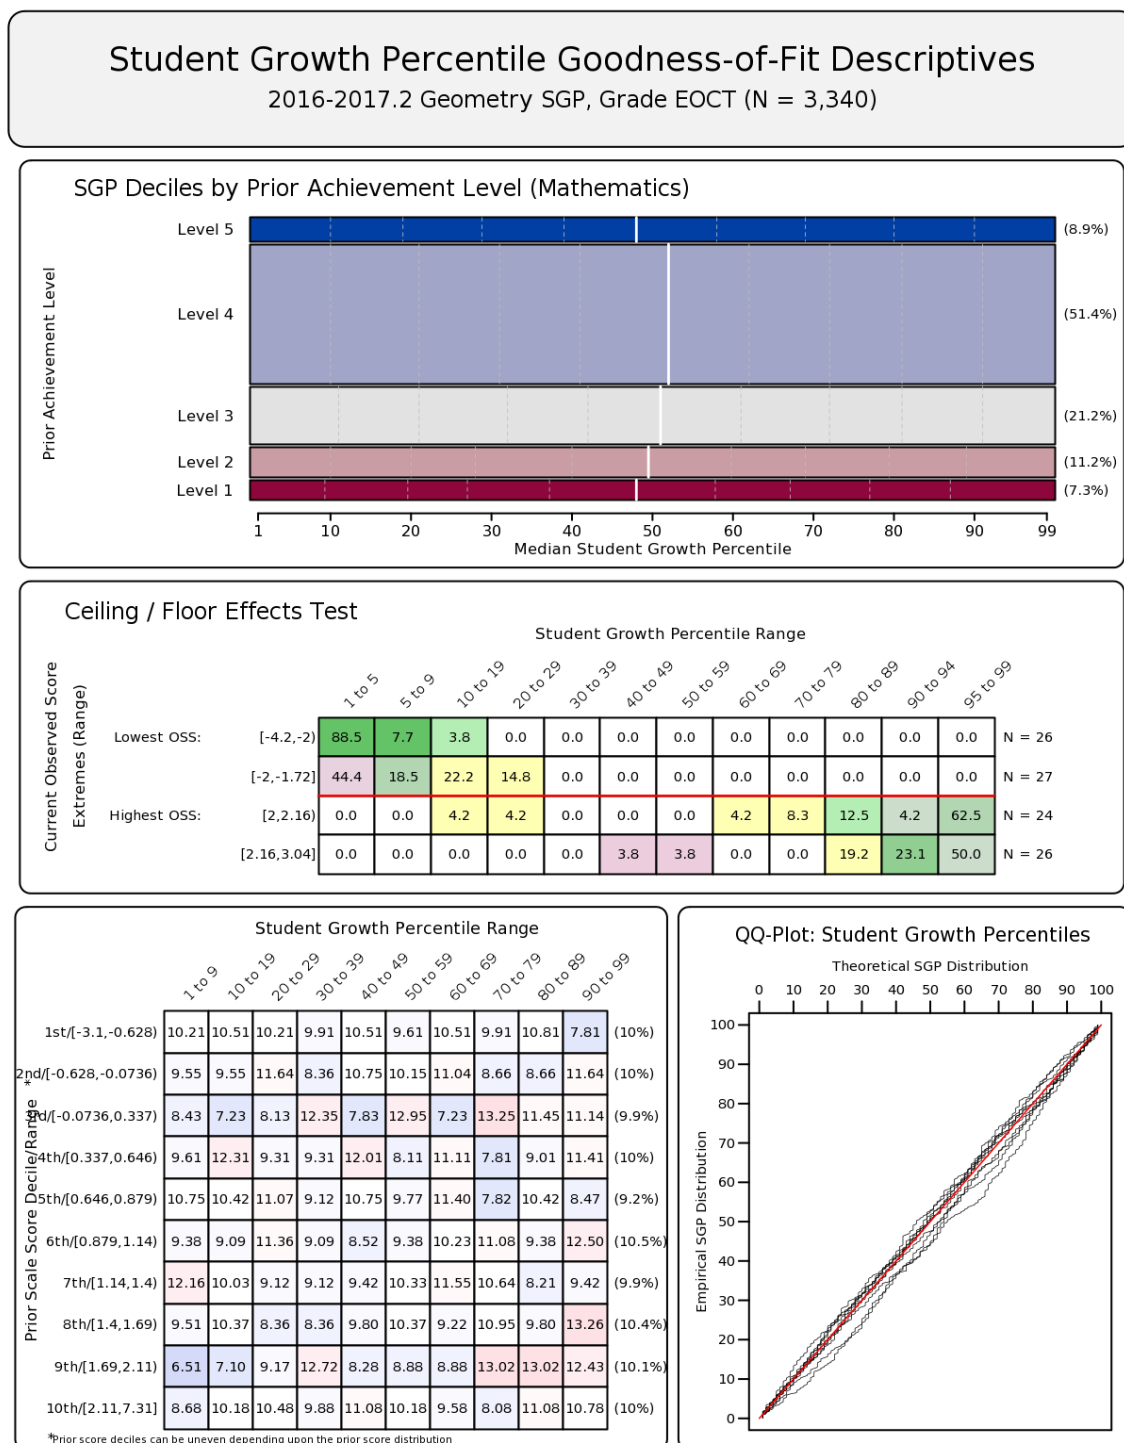 Student Growth Percentile Goodness-of-Fit Descriptives
2016-2017.2 Geometry SGP, Grade EOCT (N = 3,340)
SGP Deciles by Prior Achievement Level (Mathematics)
Prior Achievement Level
Level 5 (8.9%)
Level 4 (51.4%)
Level 3 (21.2%)
Level 2 (11.2%)
Level 1 (7.3%)
1 10 20 30 40 50 60 70 80 90 99
Median Student Growth Percentile
Ceiling / Floor Effects Test
Student Growth Percentile Range
Current Observed Score
Extremes (Range)
1 to 5 5 to 9 10 to 19 20 to 29 30 to 39 40 to 49 50 to 59 60 to 69 70 to 79 80 to 89 90 to 94 95 to 99
Lowest OSS: [-4.2,-2) 88.5 7.7 3.8 0.0 0.0 0.0 0.0 0.0 0.0 0.0 0.0 0.0 N = 26
[-2,-1.72] 44.4 18.5 22.2 14.8 0.0 0.0 0.0 0.0 0.0 0.0 0.0 0.0 N = 27
Highest OSS: [2,2.16) 0.0 0.0 4.2 4.2 0.0 0.0 0.0 4.2 8.3 12.5 4.2 62.5 N = 24
[2.16,3.04] 0.0 0.0 0.0 0.0 0.0 3.8 3.8 0.0 0.0 19.2 23.1 50.0 N = 26
Student Growth Percentile Range
Prior Scale Score Decile/Range *
1 to 9 10 to 19 20 to 29 30 to 39 40 to 49 50 to 59 60 to 69 70 to 79 80 to 89 90 to 99
1st/[-3.1,-0.628) 10.21 10.51 10.21 9.91 10.51 9.61 10.51 9.91 10.81 7.81 (10%)
2nd/[-0.628,-0.0736) 9.55 9.55 11.64 8.36 10.75 10.15 11.04 8.66 8.66 11.64 (10%)
3rd/[-0.0736,0.337) 8.43 7.23 8.13 12.35 7.83 12.95 7.23 13.25 11.45 11.14 (9.9%)
4th/[0.337,0.646) 9.61 12.31 9.31 9.31 12.01 8.11 11.11 7.81 9.01 11.41 (10%)
5th/[0.646,0.879) 10.75 10.42 11.07 9.12 10.75 9.77 11.40 7.82 10.42 8.47 (9.2%)
6th/[0.879,1.14) 9.38 9.09 11.36 9.09 8.52 9.38 10.23 11.08 9.38 12.50 (10.5%)
7th/[1.14,1.4) 12.16 10.03 9.12 9.12 9.42 10.33 11.55 10.64 8.21 9.42 (9.9%)
8th/[1.4,1.69) 9.51 10.37 8.36 8.36 9.80 10.37 9.22 10.95 9.80 13.26 (10.4%)
9th/[1.69,2.11) 6.51 7.10 9.17 12.72 8.28 8.88 8.88 13.02 13.02 12.43 (10.1%)
10th/[2.11,7.31] 8.68 10.18 10.48 9.88 11.08 10.18 9.58 8.08 11.08 10.78 (10%)
*Prior score deciles can be uneven depending upon the prior score distribution
QQ-Plot: Student Growth Percentiles
Theoretical SGP Distribution
0 10 20 30 40 50 60 70 80 90 100
Empirical SGP Distribution
100
90
80
70
60
50
40
30
20
10
0